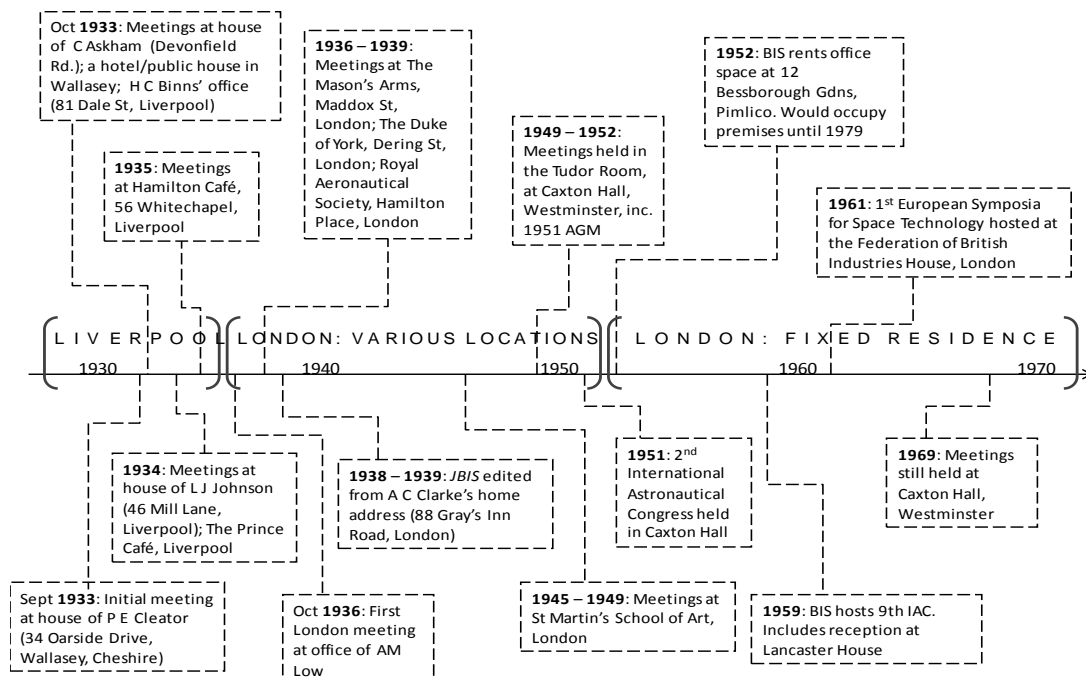 Oct 1933: Meetings at house
of C Askham (Devonfield
Rd.); a hotel/public house in
Wallasey; H C Binns' office
(81 Dale St, Liverpool)
1935: Meetings
at Hamilton Café,
56 Whitechapel,
Liverpool
1936 – 1939:
Meetings at The
Mason's Arms,
Maddox St,
London; The Duke
of York, Dering St,
London; Royal
Aeronautical
Society, Hamilton
Place, London
1949 – 1952:
Meetings held in
the Tudor Room,
at Caxton Hall,
Westminster, inc.
1951 AGM
1952: BIS rents office
space at 12
Bessborough Gdns,
Pimlico. Would occupy
premises until 1979
1961: 1st European Symposia
for Space Technology hosted at
the Federation of British
Industries House, London
LIVERPOOL LONDON: VARIOUS LOCATIONS LONDON: FIXED RESIDENCE
1930 1940 1950 1960 1970
Sept 1933: Initial meeting
at house of P E Cleator
(34 Oarside Drive,
Wallasey, Cheshire)
1934: Meetings at
house of L J Johnson
(46 Mill Lane,
Liverpool); The Prince
Café, Liverpool
Oct 1936: First
London meeting
at office of AM
Low
1938 – 1939: JBIS edited
from A C Clarke's home
address (88 Gray's Inn
Road, London)
1945 – 1949: Meetings at
St Martin's School of Art,
London
1951: 2nd
International
Astronautical
Congress held
in Caxton Hall
1959: BIS hosts 9th IAC.
Includes reception at
Lancaster House
1969: Meetings
still held at
Caxton Hall,
Westminster